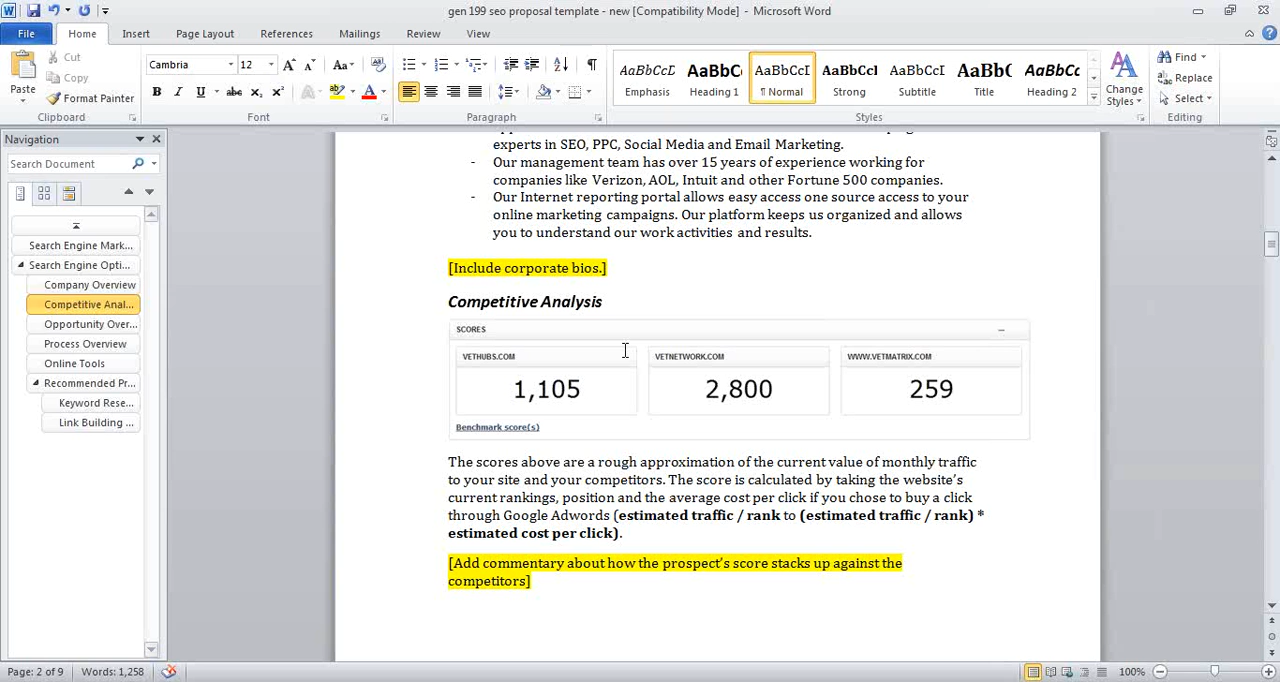 gen 199 seo proposal template - new [Compatibility Mode] - Microsoft Word
File Home Insert Page Layout References Mailings Review View
Paste
Cut
Copy
Format Painter
Clipboard
Cambria 12
Font
Paragraph
AaBbCcD AaBbC AaBbCcI AaBbCcI AaBbCcI AaBb( AaBbCc
Emphasis Heading 1 ¶ Normal Strong Subtitle Title Heading 2
Change
Styles
Styles
Find
Replace
Select
Editing
Navigation
Search Document
Search Engine Mark...
Search Engine Opti...
Company Overview
Competitive Anal...
Opportunity Over...
Process Overview
Online Tools
Recommended Pr...
Keyword Rese...
Link Building ...
experts in SEO, PPC, Social Media and Email Marketing.
- Our management team has over 15 years of experience working for
companies like Verizon, AOL, Intuit and other Fortune 500 companies.
- Our Internet reporting portal allows easy access one source access to your
online marketing campaigns. Our platform keeps us organized and allows
you to understand our work activities and results.
[Include corporate bios.]
Competitive Analysis
SCORES
VETHUBS.COM VETNETWORK.COM WWW.VETMATRIX.COM
1,105 2,800 259
Benchmark score(s)
The scores above are a rough approximation of the current value of monthly traffic
to your site and your competitors. The score is calculated by taking the website's
current rankings, position and the average cost per click if you chose to buy a click
through Google Adwords (estimated traffic / rank to (estimated traffic / rank) *
estimated cost per click).
[Add commentary about how the prospect's score stacks up against the
competitors]
Page: 2 of 9 Words: 1,258 100%